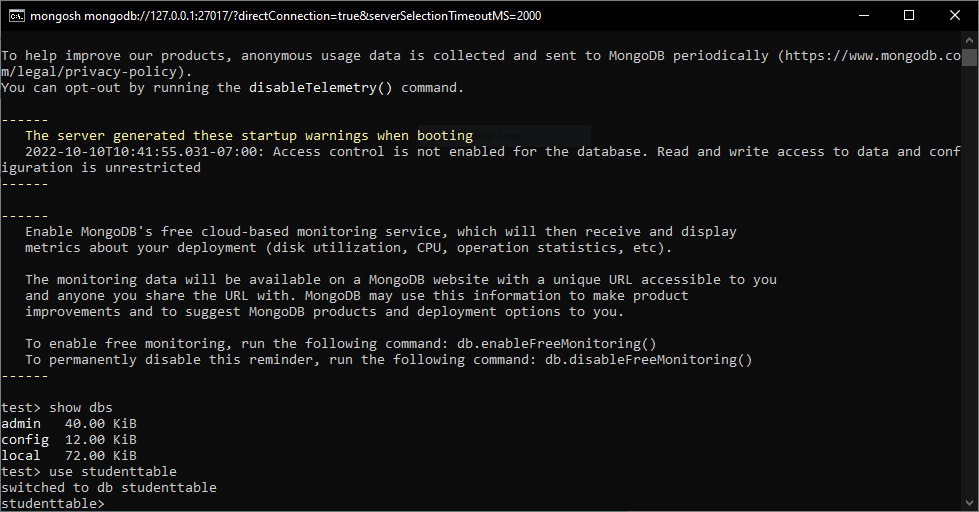 mongosh mongodb://127.0.0.1:27017/?directConnection=true&serverSelectionTimeoutMS=2000
To help improve our products, anonymous usage data is collected and sent to MongoDB periodically (https://www.mongodb.co
m/legal/privacy-policy).
You can opt-out by running the disableTelemetry() command.
------
The server generated these startup warnings when booting
2022-10-10T10:41:55.031-07:00: Access control is not enabled for the database. Read and write access to data and conf
iguration is unrestricted
------
------
Enable MongoDB's free cloud-based monitoring service, which will then receive and display
metrics about your deployment (disk utilization, CPU, operation statistics, etc).
The monitoring data will be available on a MongoDB website with a unique URL accessible to you
and anyone you share the URL with. MongoDB may use this information to make product
improvements and to suggest MongoDB products and deployment options to you.
To enable free monitoring, run the following command: db.enableFreeMonitoring()
To permanently disable this reminder, run the following command: db.disableFreeMonitoring()
------
test> show dbs
admin 40.00 KiB
config 12.00 KiB
local 72.00 KiB
test> use studenttable
switched to db studenttable
studenttable>